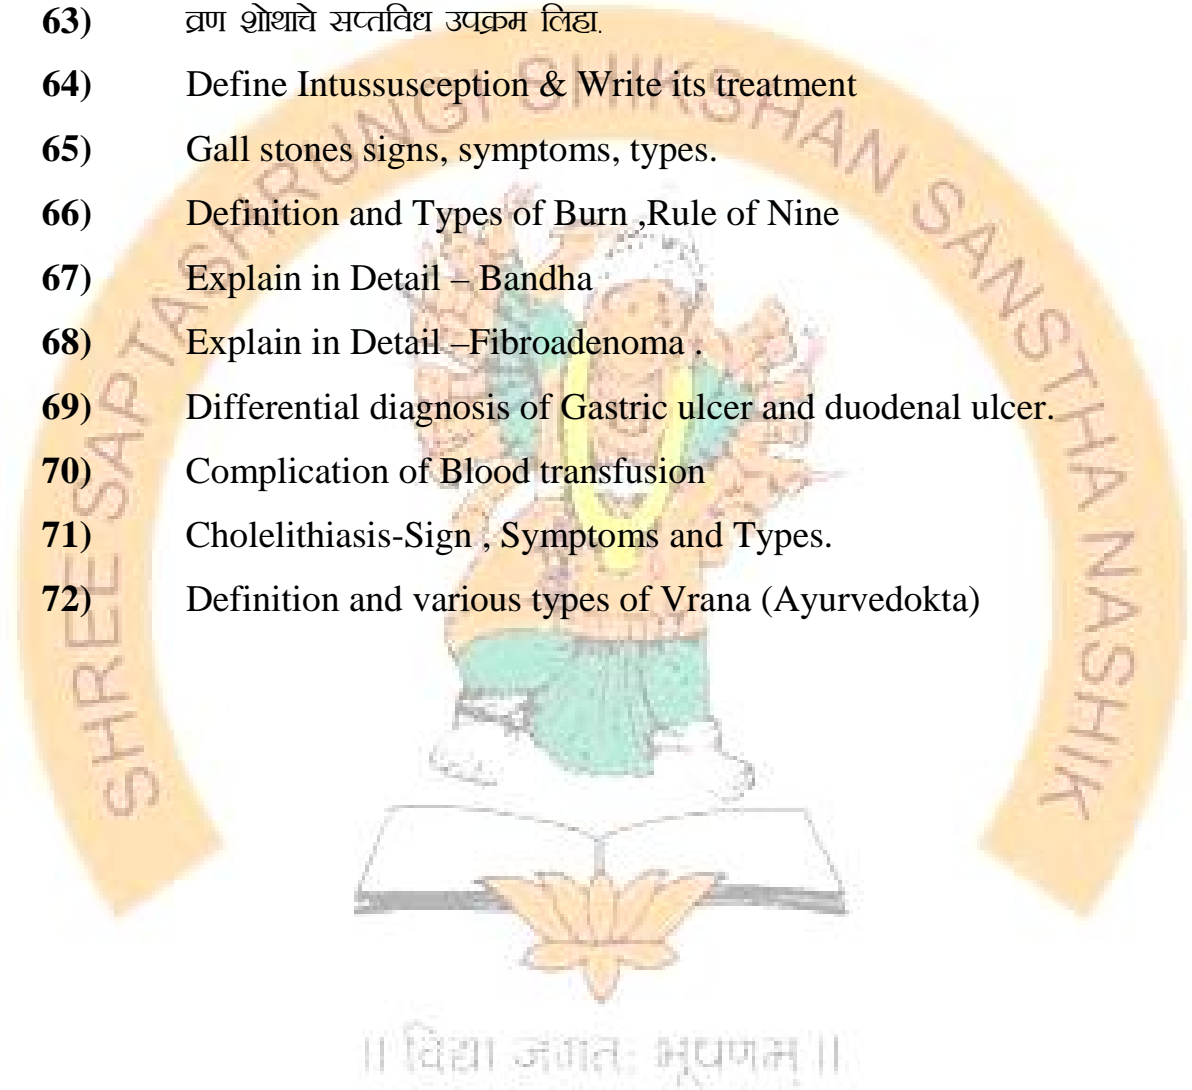 63) व्रण शोथाचे सप्तविध उपक्रम लिहा.
64) Define Intussusception & Write its treatment
65) Gall stones signs, symptoms, types.
66) Definition and Types of Burn ,Rule of Nine
67) Explain in Detail – Bandha
68) Explain in Detail –Fibroadenoma .
69) Differential diagnosis of Gastric ulcer and duodenal ulcer.
70) Complication of Blood transfusion
71) Cholelithiasis-Sign , Symptoms and Types.
72) Definition and various types of Vrana (Ayurvedokta)
SHREE SAPTASHRUNGI SHIKSHAN SANSTHA NASHIK
॥ विद्या जगतः भूषणम ॥